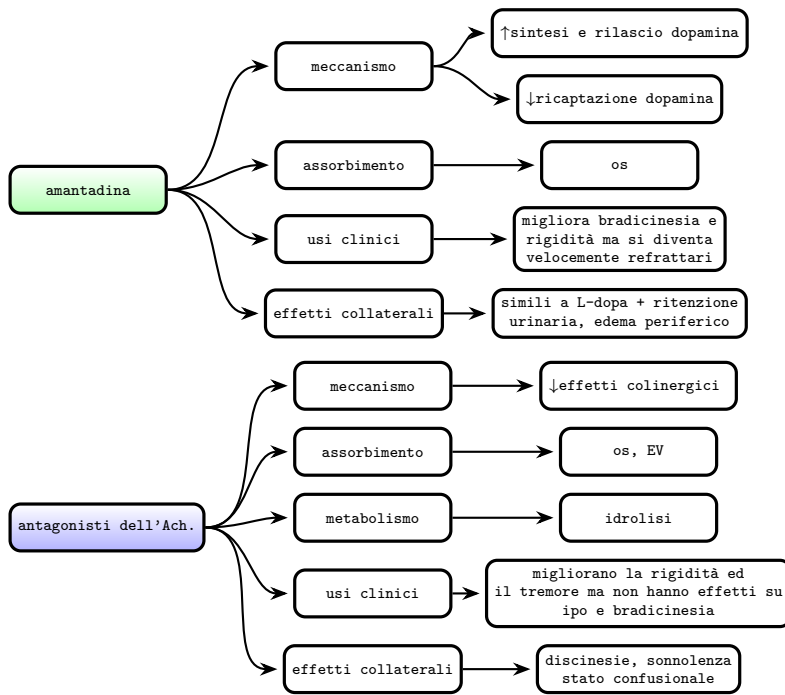 amantadina
meccanismo
↑sintesi e rilascio dopamina
↓ricaptazione dopamina
assorbimento
os
usi clinici
migliora bradicinesia e
rigidità ma si diventa
velocemente refrattari
effetti collaterali
simili a L-dopa + ritenzione
urinaria, edema periferico
antagonisti dell'Ach.
meccanismo
↓effetti colinergici
assorbimento
os, EV
metabolismo
idrolisi
usi clinici
migliorano la rigidità ed
il tremore ma non hanno effetti su
ipo e bradicinesia
effetti collaterali
discinesie, sonnolenza
stato confusionale